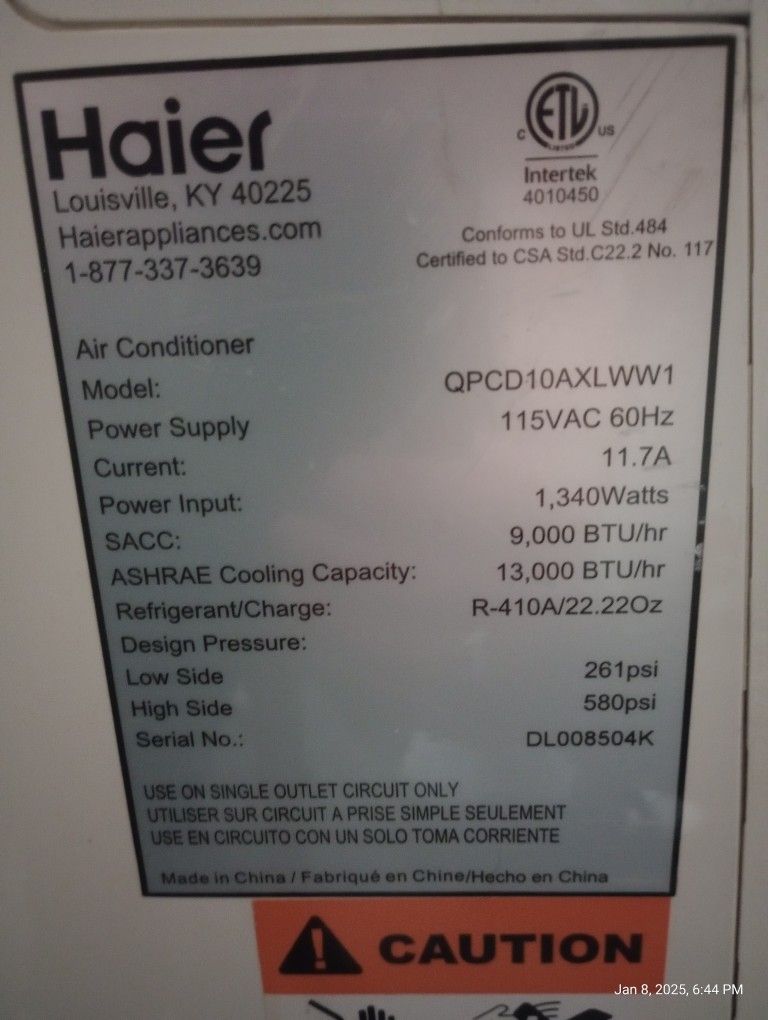 Haier
Louisville, KY 40225
Haierappliances.com
1-877-337-3639
C ETL US
LISTED
Intertek
4010450
Conforms to UL Std.484
Certified to CSA Std.C22.2 No. 117
Air Conditioner
Model: QPCD10AXLWW1
Power Supply 115VAC 60Hz
Current: 11.7A
Power Input: 1,340Watts
SACC: 9,000 BTU/hr
ASHRAE Cooling Capacity: 13,000 BTU/hr
Refrigerant/Charge: R-410A/22.22Oz
Design Pressure:
Low Side 261psi
High Side 580psi
Serial No.: DL008504K
USE ON SINGLE OUTLET CIRCUIT ONLY
UTILISER SUR CIRCUIT A PRISE SIMPLE SEULEMENT
USE EN CIRCUITO CON UN SOLO TOMA CORRIENTE
Made in China / Fabriqué en Chine/Hecho en China
! CAUTION
Jan 8, 2025, 6:44 PM